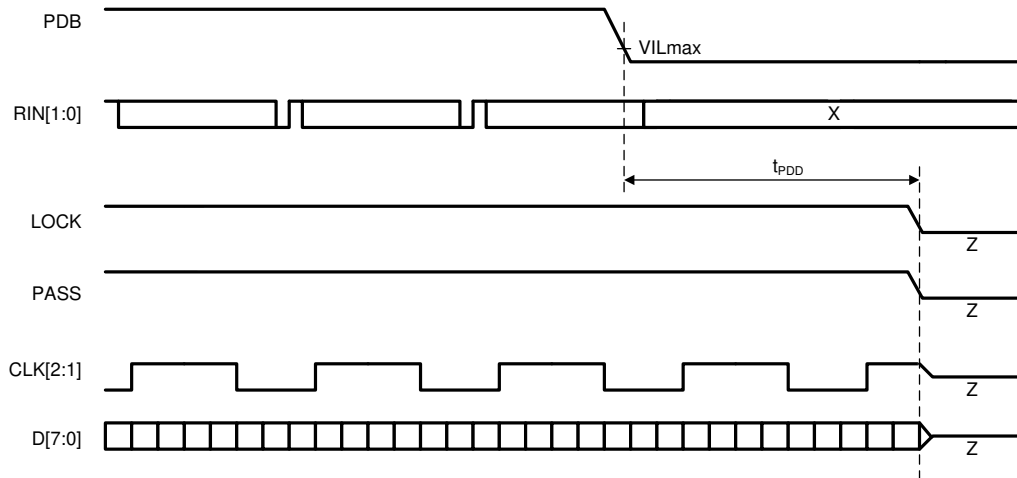 PDB
VILmax
RIN[1:0]
X
tPDD
LOCK
Z
PASS
Z
CLK[2:1]
Z
D[7:0]
Z